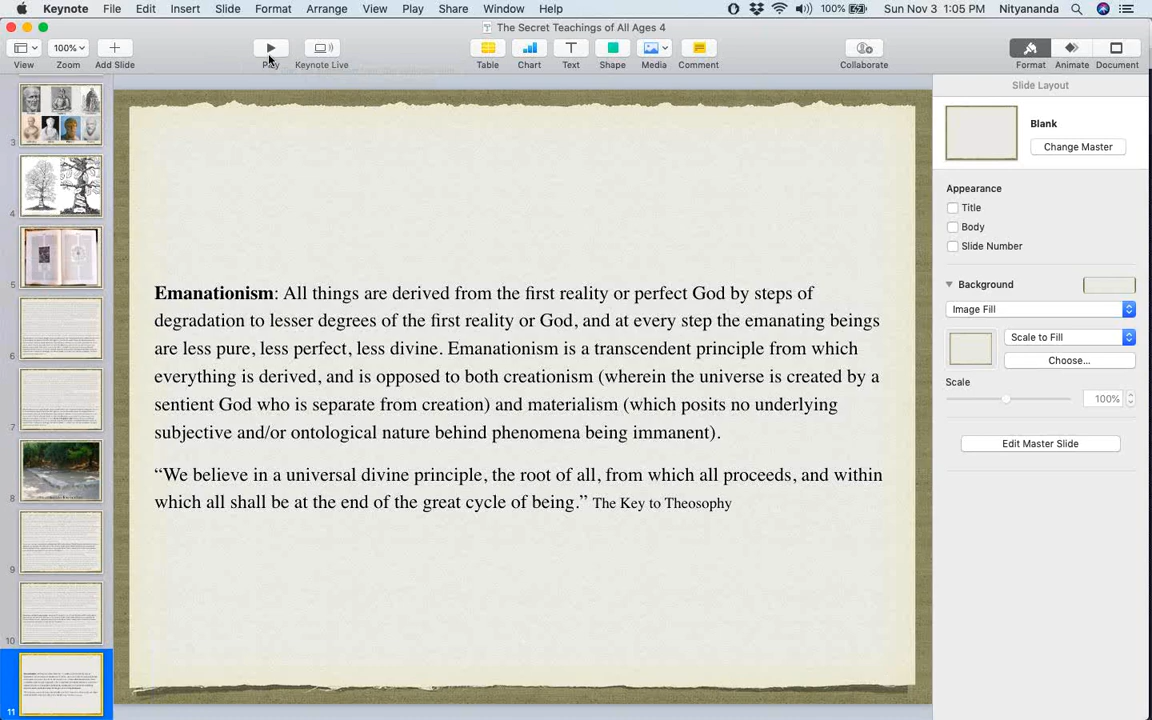 Keynote File Edit Insert Slide Format Arrange View Play Share Window Help 100% Sun Nov 3 1:05 PM Nityananda
The Secret Teachings of All Ages 4
100%
View Zoom Add Slide Play Keynote Live Table Chart Text Shape Media Comment Collaborate Format Animate Document
Slide Layout
Blank
Change Master
Appearance
Title
Body
Slide Number
Background
Image Fill
Scale to Fill
Choose...
Scale
100%
Edit Master Slide
3
4
5
6
7
8
9
10
11
Emanationism: All things are derived from the first reality or perfect God by steps of
degradation to lesser degrees of the first reality or God, and at every step the emanating beings
are less pure, less perfect, less divine. Emanationism is a transcendent principle from which
everything is derived, and is opposed to both creationism (wherein the universe is created by a
sentient God who is separate from creation) and materialism (which posits no underlying
subjective and/or ontological nature behind phenomena being immanent).
“We believe in a universal divine principle, the root of all, from which all proceeds, and within
which all shall be at the end of the great cycle of being.” The Key to Theosophy